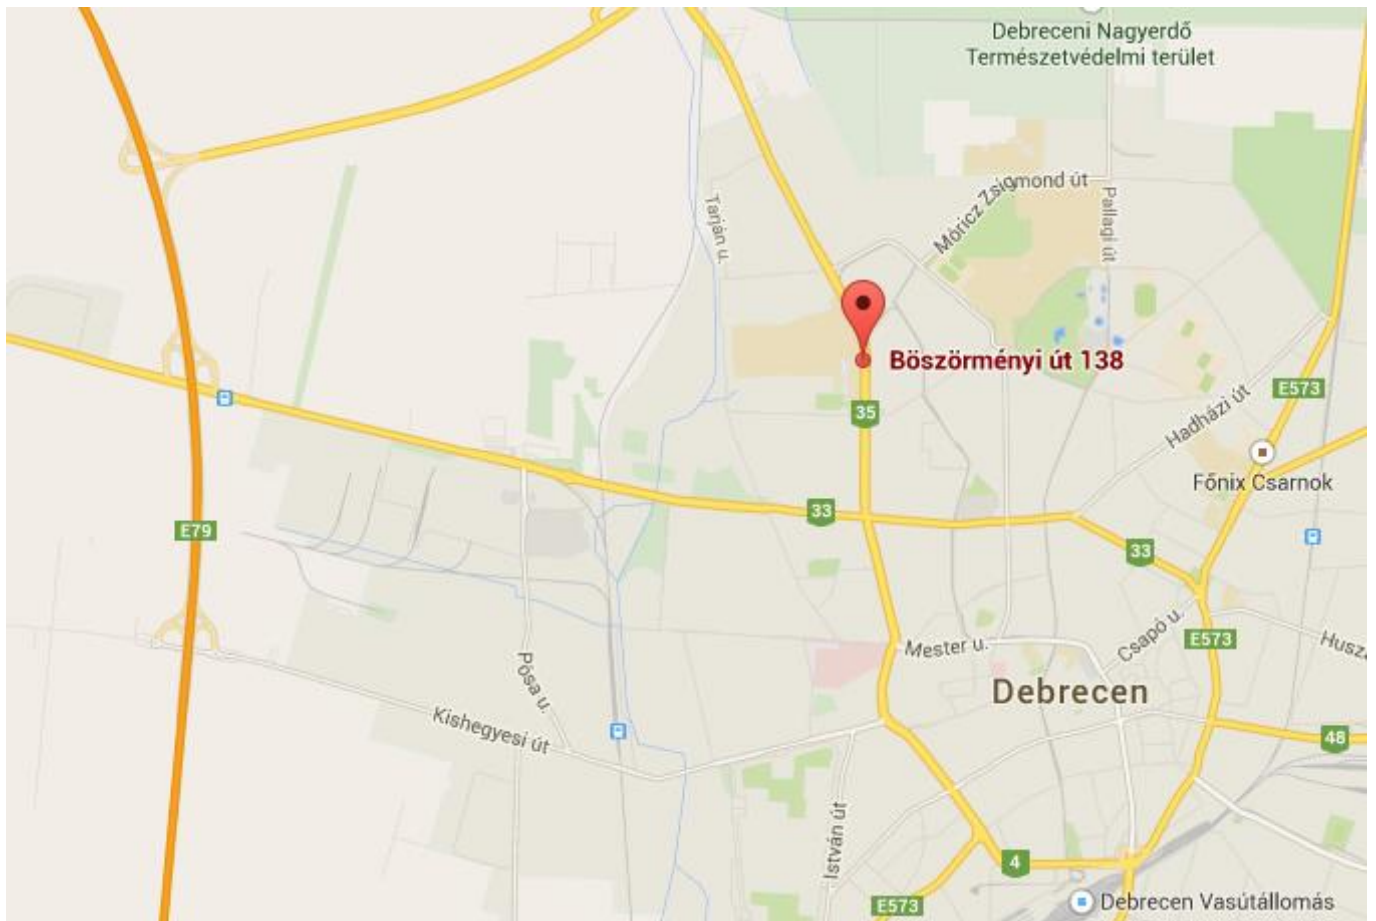 Debreceni Nagyerdő
Természetvédelmi terület
Móricz Zsigmond út
Pallagi út
Tarján u.
Böszörményi út 138
35
E573
Hadházi út
Főnix Csarnok
33
E79
33
Csapó u.
E573
Mester u.
Pósa u.
Debrecen
Kishegyesi út
48
István út
4
E573
Debrecen Vasútállomás